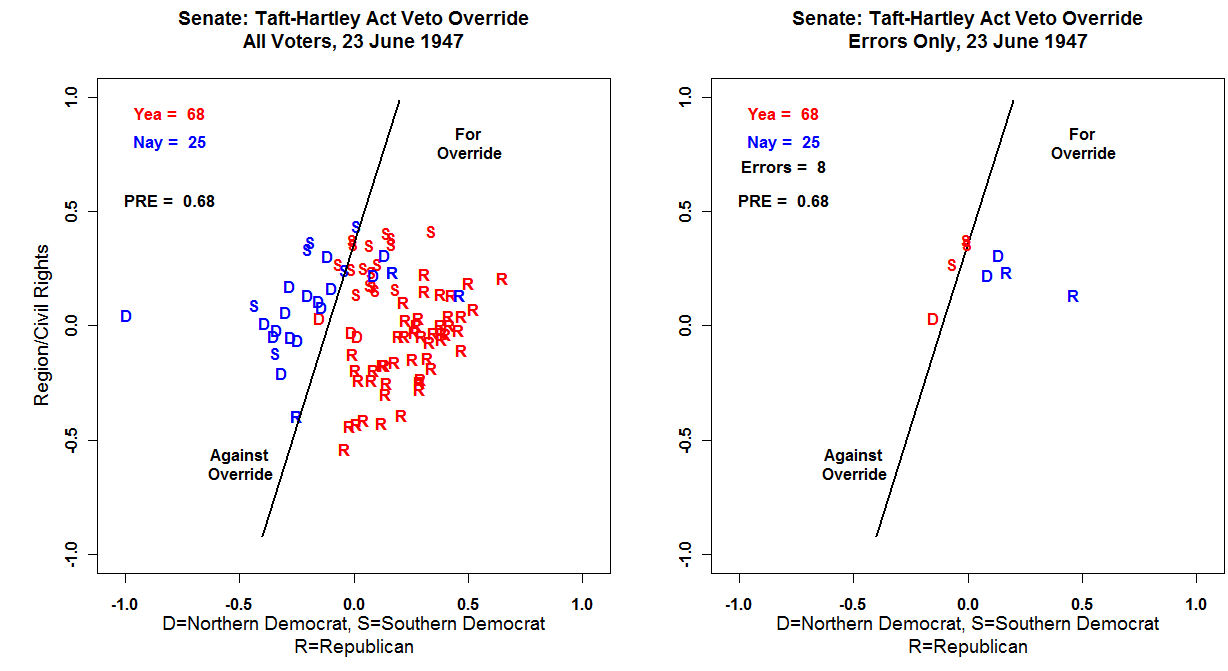 Senate: Taft-Hartley Act Veto Override
All Voters, 23 June 1947
Yea = 68
Nay = 25
PRE = 0.68
For
Override
Against
Override
Region/Civil Rights
1.0
0.5
0.0
-0.5
-1.0
-1.0 -0.5 0.0 0.5 1.0
D=Northern Democrat, S=Southern Democrat
R=Republican
Senate: Taft-Hartley Act Veto Override
Errors Only, 23 June 1947
Yea = 68
Nay = 25
Errors = 8
PRE = 0.68
For
Override
S
S
S
D
D
R
R
D
Against
Override
1.0
0.5
0.0
-0.5
-1.0
-1.0 -0.5 0.0 0.5 1.0
D=Northern Democrat, S=Southern Democrat
R=Republican